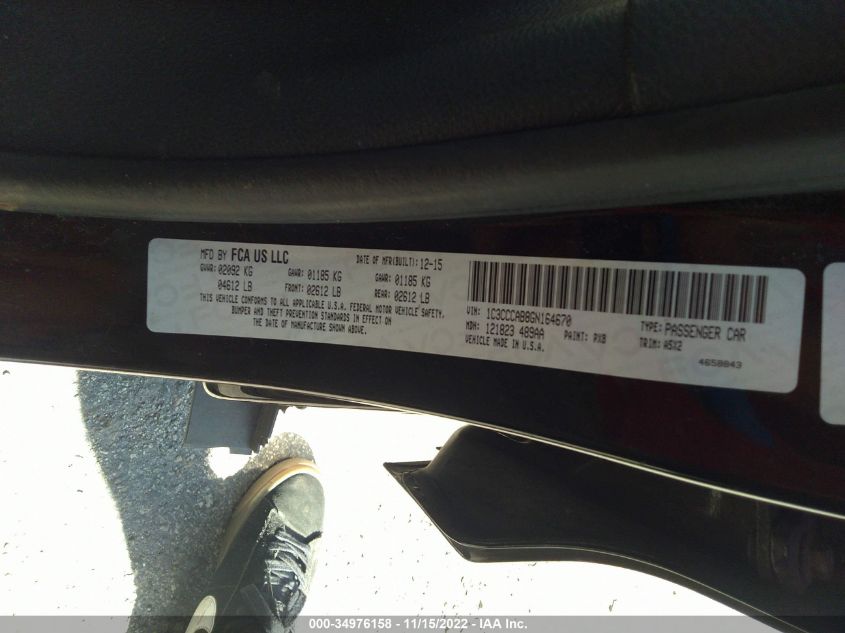 MFD BY FCA US LLC
DATE OF MFR(BUILT): 12-15
GVWR: 02092 KG
04612 LB
GAWR: 01185 KG
FRONT: 02612 LB
GAWR: 01185 KG
REAR: 02612 LB
THIS VEHICLE CONFORMS TO ALL APPLICABLE U.S.A. FEDERAL MOTOR VEHICLE SAFETY,
BUMPER AND THEFT PREVENTION STANDARDS IN EFFECT ON
THE DATE OF MANUFACTURE SHOWN ABOVE.
VIN: 1C3CCCAB8GN164670
TYPE: PASSENGER CAR
MDH: 121823 489AA
PAINT: PX8
TRIM: A5X2
VEHICLE MADE IN U.S.A.
4658843
000-34976158 - 11/15/2022 - IAA Inc.